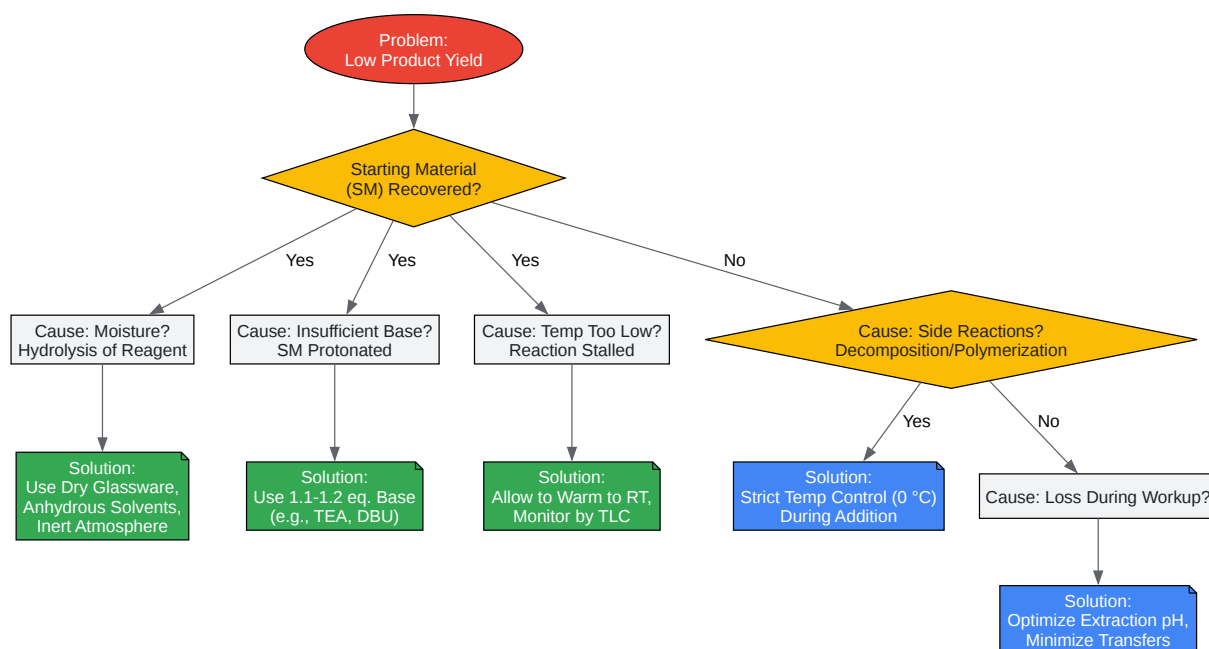 Problem:
Low Product Yield
Starting Material
(SM) Recovered?
Yes
Yes
Yes
No
Cause: Moisture?
Hydrolysis of Reagent
Cause: Insufficient Base?
SM Protonated
Cause: Temp Too Low?
Reaction Stalled
Cause: Side Reactions?
Decomposition/Polymerization
Yes
No
Solution:
Use Dry Glassware,
Anhydrous Solvents,
Inert Atmosphere
Solution:
Use 1.1-1.2 eq. Base
(e.g., TEA, DBU)
Solution:
Allow to Warm to RT,
Monitor by TLC
Solution:
Strict Temp Control (0 °C)
During Addition
Cause: Loss During Workup?
Solution:
Optimize Extraction pH,
Minimize Transfers